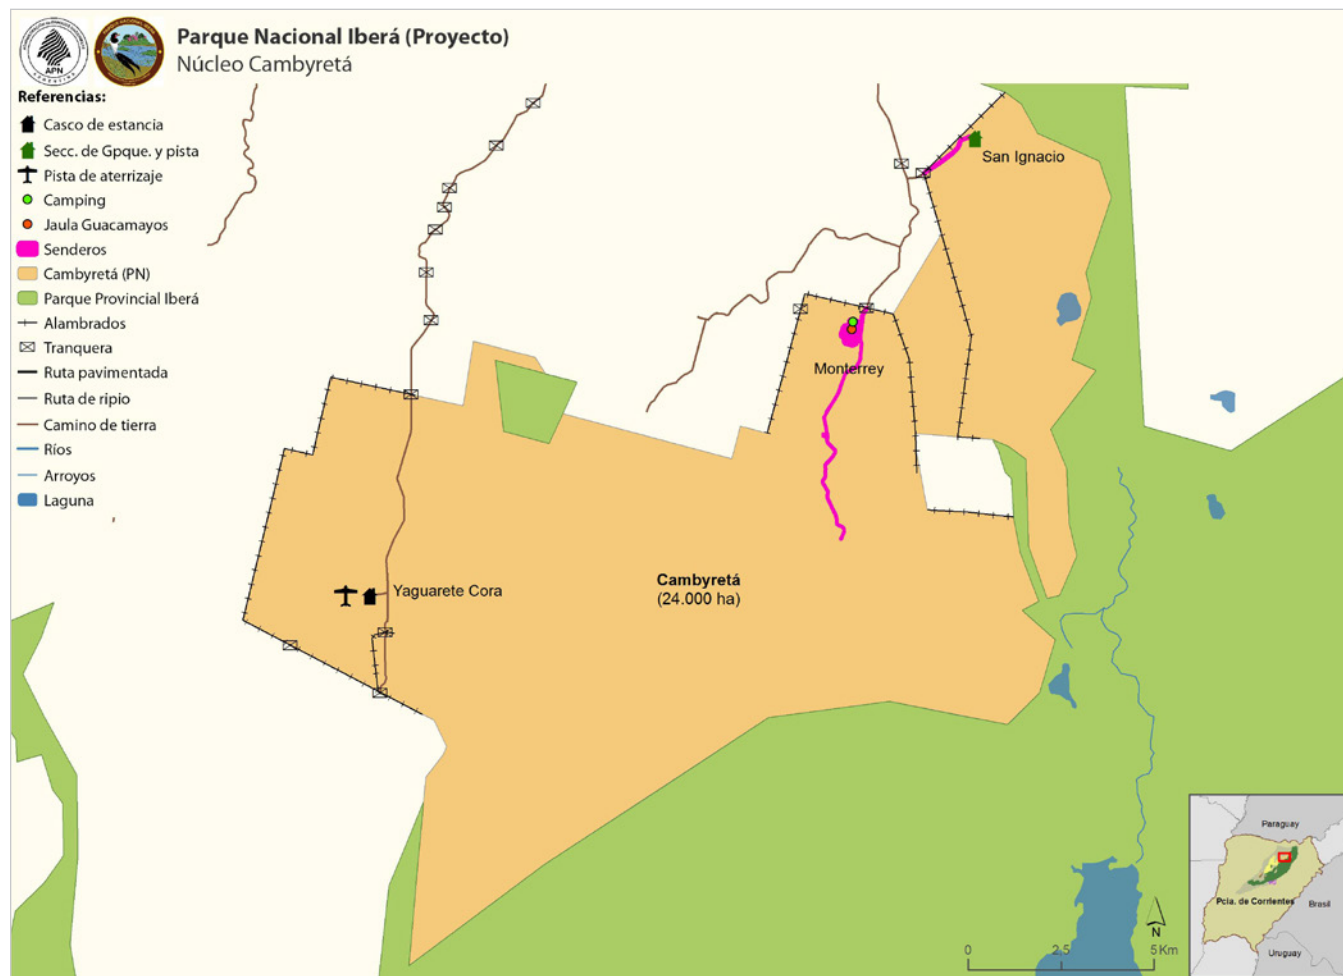 Parque Nacional Iberá (Proyecto)
Núcleo Cambyretá
APN
ARGENTINA
Referencias:
Casco de estancia
Secc. de Gpque. y pista
Pista de aterrizaje
Camping
Jaula Guacamayos
Senderos
Cambyretá (PN)
Parque Provincial Iberá
Alambrados
Tranquera
Ruta pavimentada
Ruta de ripio
Camino de tierra
Ríos
Arroyos
Laguna
San Ignacio
Monterrey
Yaguarete Cora
Cambyretá
(24.000 ha)
Paraguay
Pcia. de Corrientes
Brasil
Uruguay
N
0 2,5 5 Km